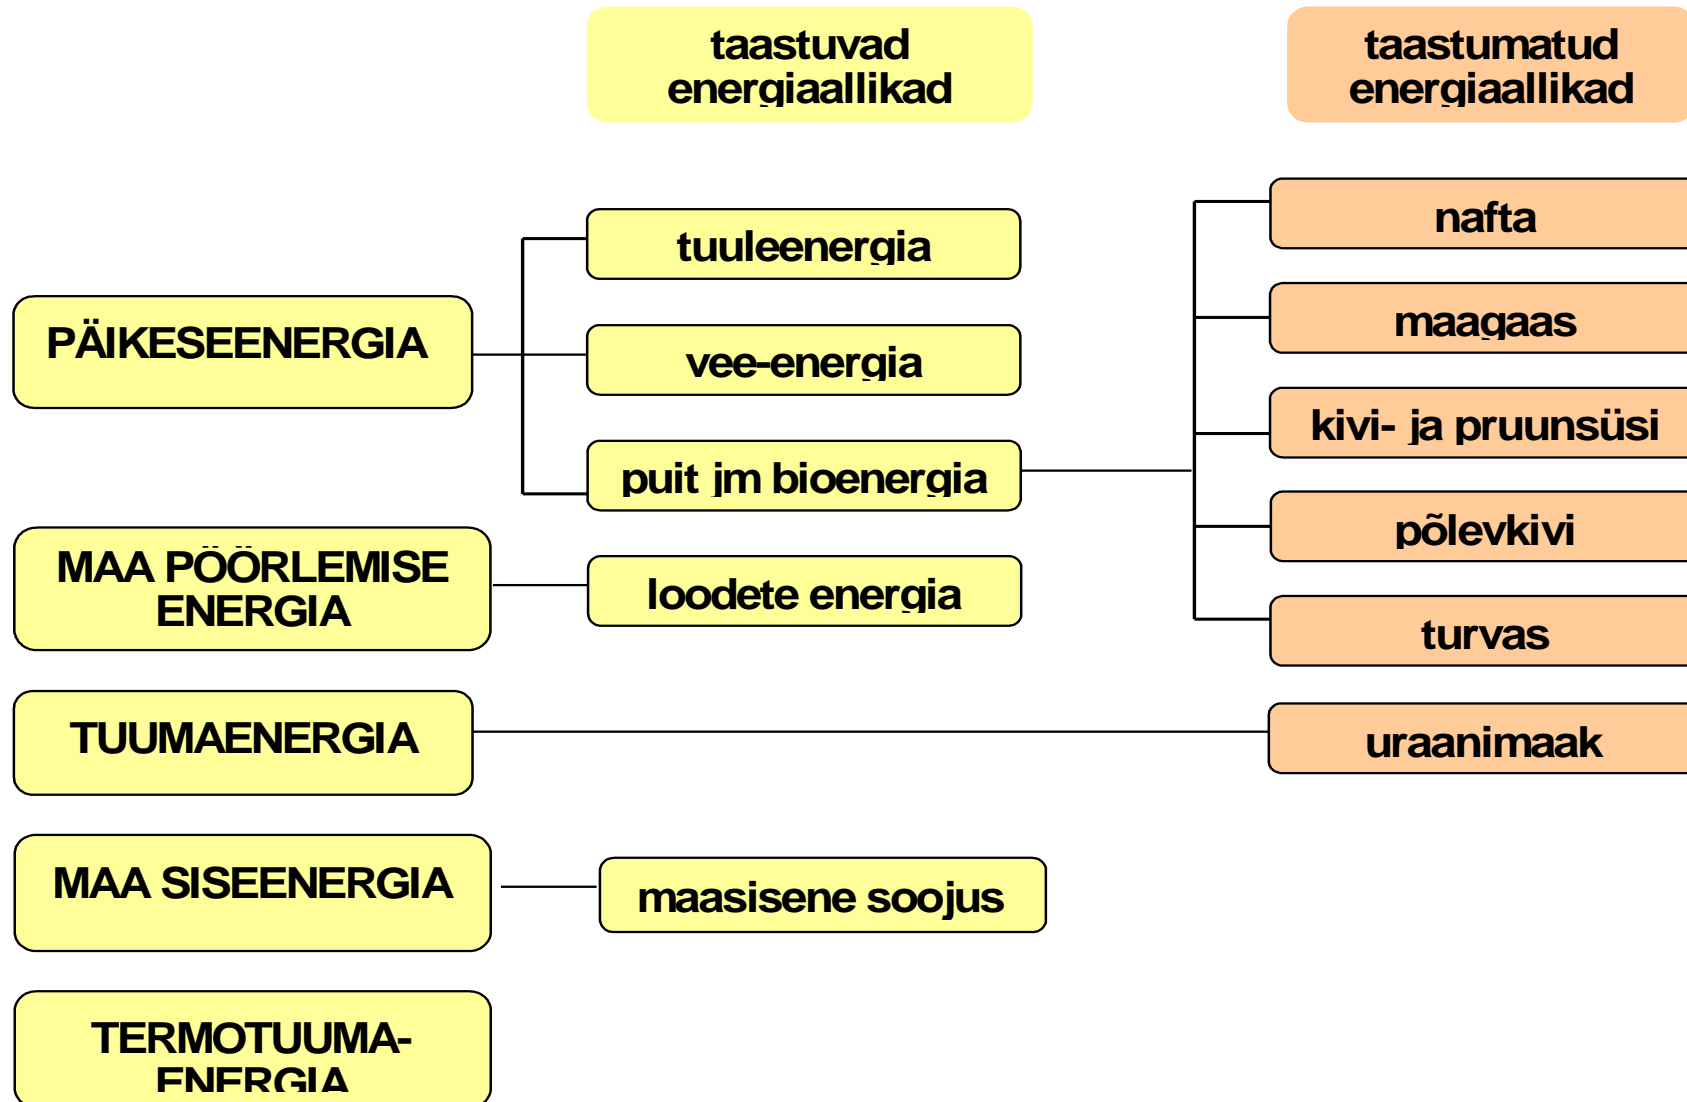 taastuvad
energiaallikad
taastumatud
energiaallikad
PÄIKESEENERGIA
tuuleenergia
vee-energia
puit jm bioenergia
nafta
maagaas
kivi- ja pruunsüsi
põlevkivi
turvas
MAA PÖÖRLEMISE
ENERGIA
loodete energia
TUUMAENERGIA
uraanimaak
MAA SISEENERGIA
maasisene soojus
TERMOTUUMA-
ENERGIA